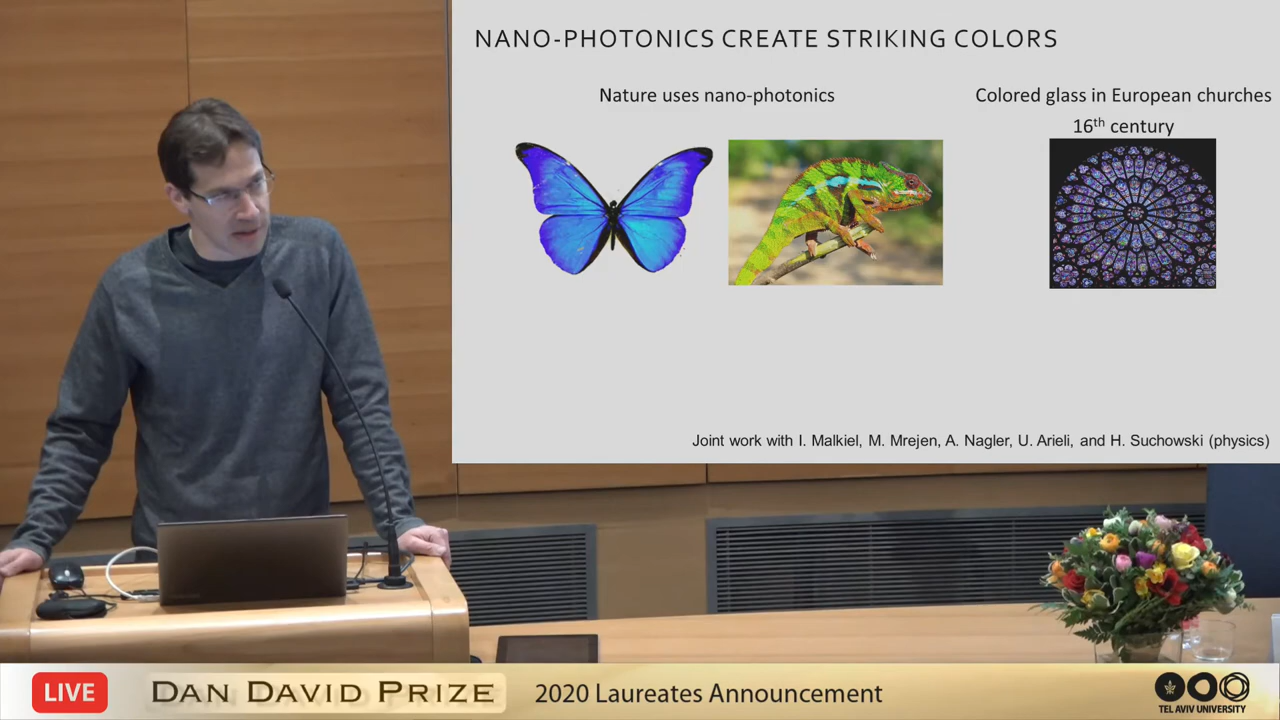 NANO-PHOTONICS CREATE STRIKING COLORS
Nature uses nano-photonics
Colored glass in European churches
16th century
Joint work with I. Malkiel, M. Mrejen, A. Nagler, U. Arieli, and H. Suchowski (physics)
LIVE
DAN DAVID PRIZE
2020 Laureates Announcement
TEL AVIV UNIVERSITY